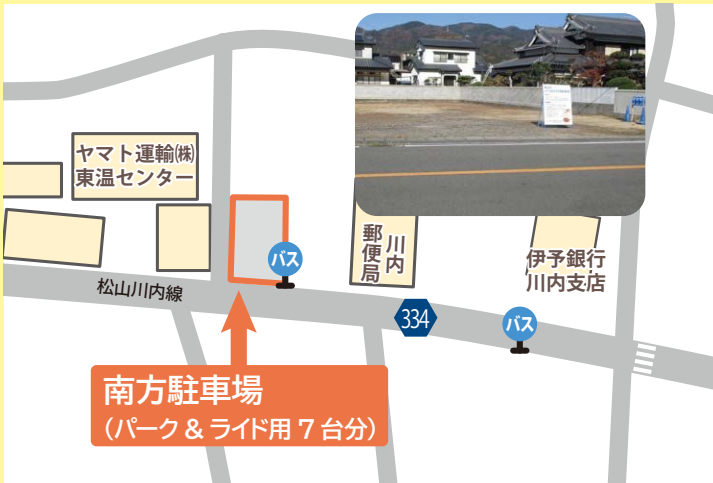 ヤマト運輸㈱
東温センター
バス
川内
郵便局
伊予銀行
川内支店
松山川内線
334
バス
南方駐車場
（パーク & ライド用 7 台分）